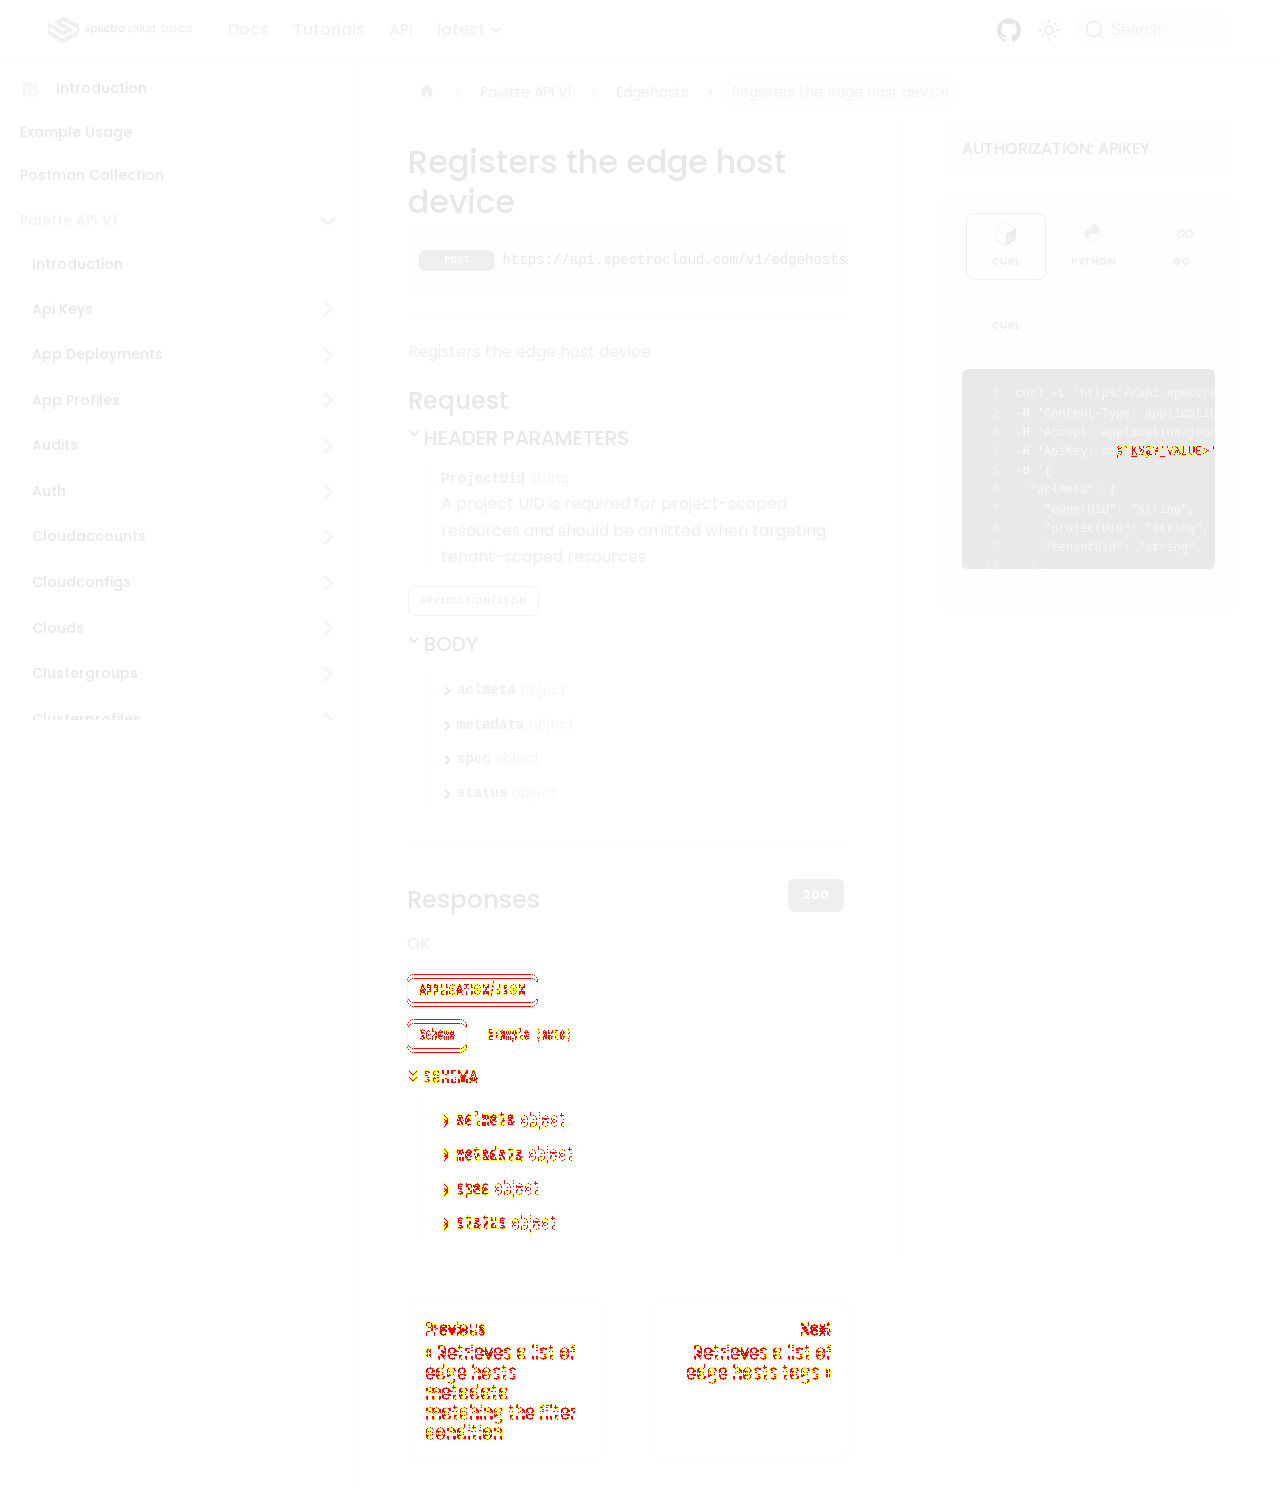 spectro cloud DOCS
Docs
Tutorials
API
latest
Search
Introduction
Example Usage
Postman Collection
Palette API V1
Introduction
Api Keys
App Deployments
App Profiles
Audits
Auth
Cloudaccounts
Cloudconfigs
Clouds
Clustergroups
Clusterprofiles
Palette API V1
Edgehosts
Registers the edge host device
Registers the edge host
device
POST https://api.spectrocloud.com/v1/edgehosts
Registers the edge host device
Request
HEADER PARAMETERS
ProjectUid string
A project UID is required for project-scoped
resources and should be omitted when targeting
tenant-scoped resources
APPLICATION/JSON
BODY
aclmeta object
metadata object
spec object
status object
Responses
200
OK
APPLICATION/JSON
Schema
Example (auto)
SCHEMA
aclmeta object
metadata object
spec object
status object
Previous
« Retrieves a list of
edge hosts
metadata
matching the filter
condition
Next
Retrieves a list of
edge hosts tags »
AUTHORIZATION: APIKEY
CURL
PYTHON
-GO
GO
CURL
1 curl -L 'https://api.spectro
2 -H 'Content-Type: applicatio
3 -H 'Accept: application/json
4 -H 'ApiKey:
5 -d '{
6 "aclmeta": {
7 "ownerUid": "string",
8 "projectUid": "string",
9 "tenantUid": "string"
10 }